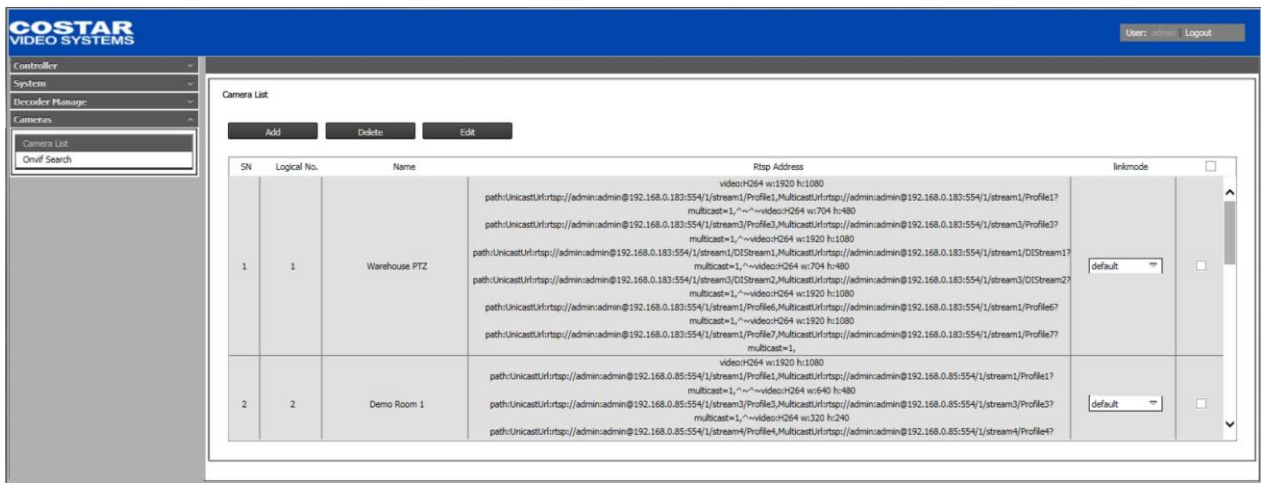 COSTAR
VIDEO SYSTEMS
User: admin | Logout
Controller
System
Decoder Manage
Cameras
Camera List
Onvif Search
Camera List
Add Delete Edit
SN Logical No. Name Rtsp Address linkmode
video:H264 w:1920 h:1080
path:UnicastUrl:rtsp://admin:admin@192.168.0.183:554/1/stream1/Profile1,MulticastUrl:rtsp://admin:admin@192.168.0.183:554/1/stream1/Profile1?
multicast=1,^~^~video:H264 w:704 h:480
path:UnicastUrl:rtsp://admin:admin@192.168.0.183:554/1/stream3/Profile3,MulticastUrl:rtsp://admin:admin@192.168.0.183:554/1/stream3/Profile3?
multicast=1,^~video:H264 w:1920 h:1080
path:UnicastUrl:rtsp://admin:admin@192.168.0.183:554/1/stream1/DIStream1,MulticastUrl:rtsp://admin:admin@192.168.0.183:554/1/stream1/DIStream1?
1 1 Warehouse PTZ multicast=1,^~video:H264 w:704 h:480 default
path:UnicastUrl:rtsp://admin:admin@192.168.0.183:554/1/stream3/DIStream2,MulticastUrl:rtsp://admin:admin@192.168.0.183:554/1/stream3/DIStream2?
multicast=1,^~video:H264 w:1920 h:1080
path:UnicastUrl:rtsp://admin:admin@192.168.0.183:554/1/stream1/Profile6,MulticastUrl:rtsp://admin:admin@192.168.0.183:554/1/stream1/Profile6?
multicast=1,^~video:H264 w:1920 h:1080
path:UnicastUrl:rtsp://admin:admin@192.168.0.183:554/1/stream1/Profile7,MulticastUrl:rtsp://admin:admin@192.168.0.183:554/1/stream1/Profile7?
multicast=1,
video:H264 w:1920 h:1080
path:UnicastUrl:rtsp://admin:admin@192.168.0.85:554/1/stream1/Profile1,MulticastUrl:rtsp://admin:admin@192.168.0.85:554/1/stream1/Profile1?
multicast=1,^~^~video:H264 w:640 h:480
2 2 Demo Room 1 path:UnicastUrl:rtsp://admin:admin@192.168.0.85:554/1/stream3/Profile3,MulticastUrl:rtsp://admin:admin@192.168.0.85:554/1/stream3/Profile3? default
multicast=1,^~video:H264 w:320 h:240
path:UnicastUrl:rtsp://admin:admin@192.168.0.85:554/1/stream4/Profile4,MulticastUrl:rtsp://admin:admin@192.168.0.85:554/1/stream4/Profile4?